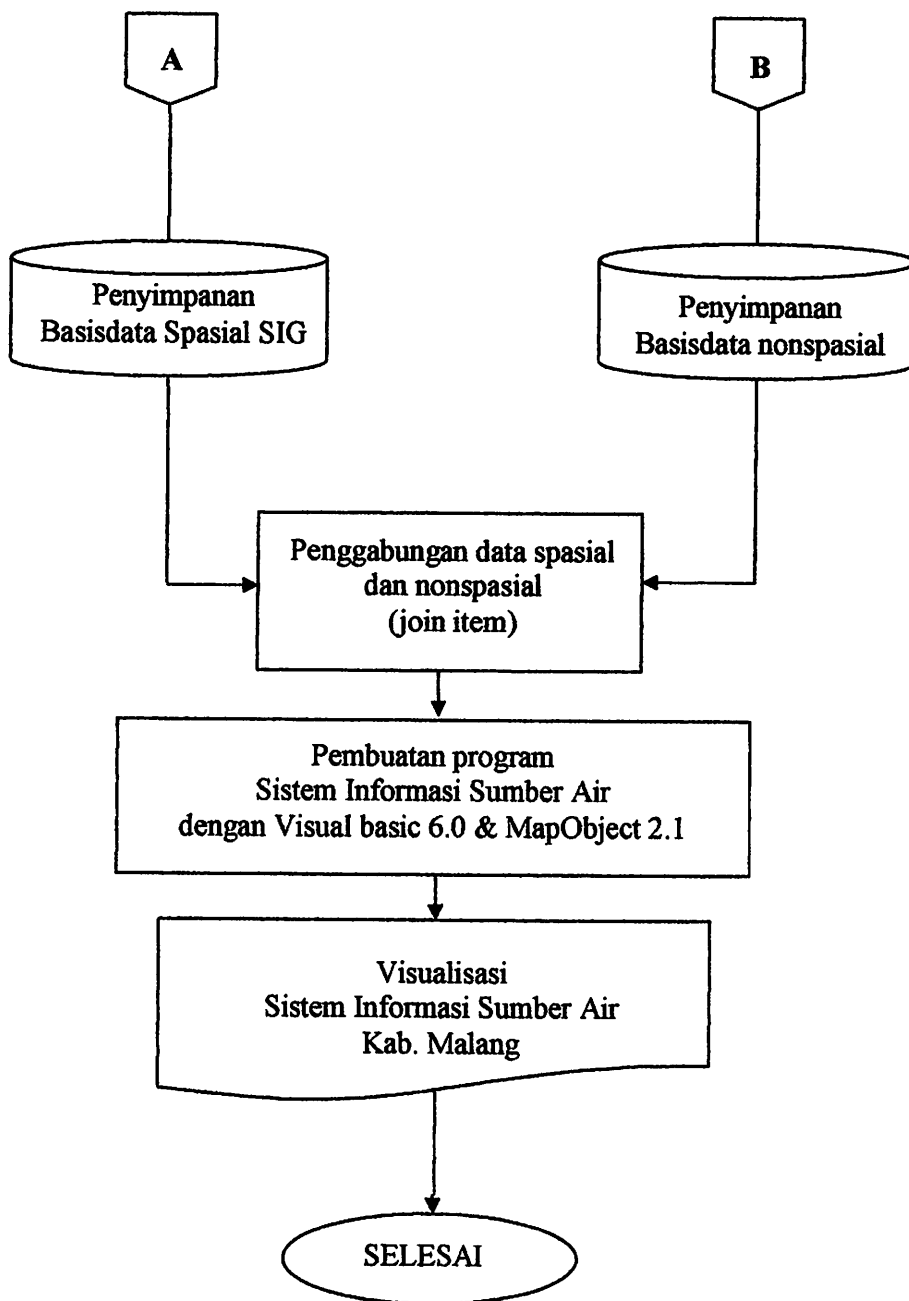 A
B
Penyimpanan
Basisdata Spasial SIG
Penyimpanan
Basisdata nonspasial
Penggabungan data spasial
dan nonspasial
(join item)
Pembuatan program
Sistem Informasi Sumber Air
dengan Visual basic 6.0 & MapObject 2.1
Visualisasi
Sistem Informasi Sumber Air
Kab. Malang
SELESAI